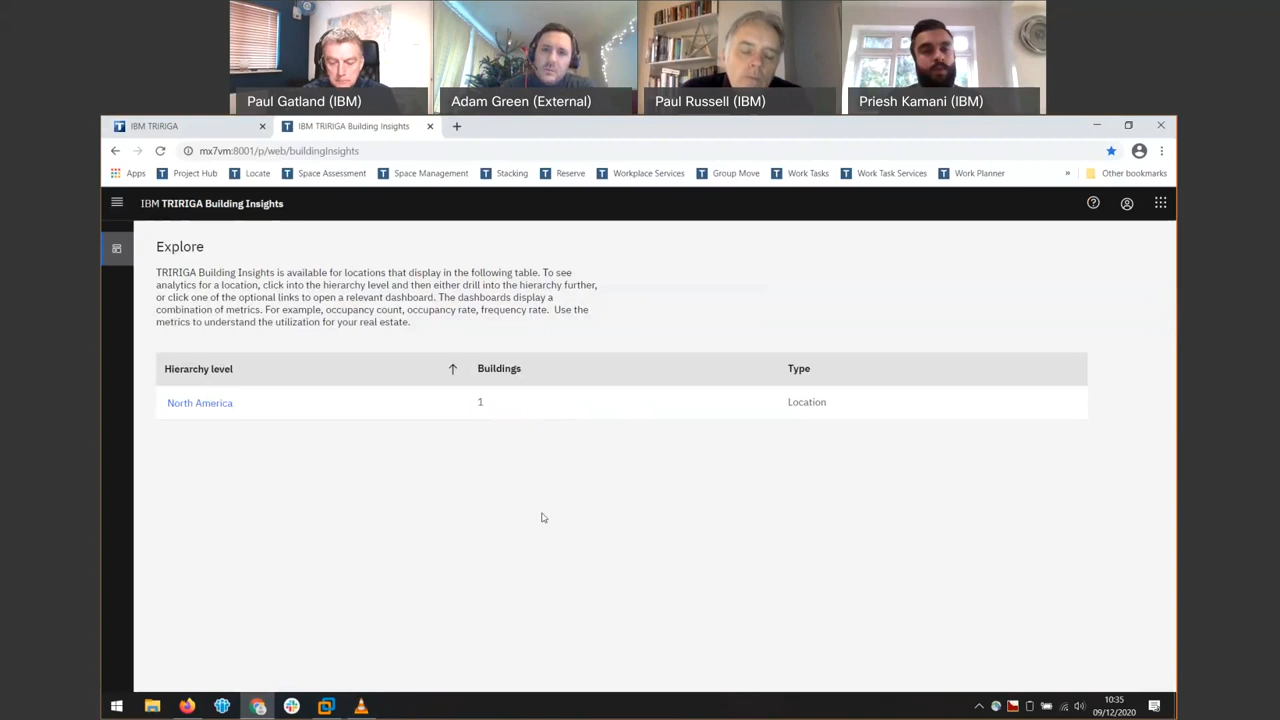 Paul Gatland (IBM)
Adam Green (External)
Paul Russell (IBM)
Priesh Kamani (IBM)
IBM TRIRIGA
IBM TRIRIGA Building Insights
mx7vm:8001/p/web/buildingInsights
Apps
Project Hub
Locate
Space Assessment
Space Management
Stacking
Reserve
Workplace Services
Group Move
Work Tasks
Work Task Services
Work Planner
»
Other bookmarks
IBM TRIRIGA Building Insights
Explore
TRIRIGA Building Insights is available for locations that display in the following table. To see
analytics for a location, click into the hierarchy level and then either drill into the hierarchy further,
or click one of the optional links to open a relevant dashboard. The dashboards display a
combination of metrics. For example, occupancy count, occupancy rate, frequency rate. Use the
metrics to understand the utilization for your real estate.
Hierarchy level
Buildings
Type
North America
1
Location
10:35
09/12/2020